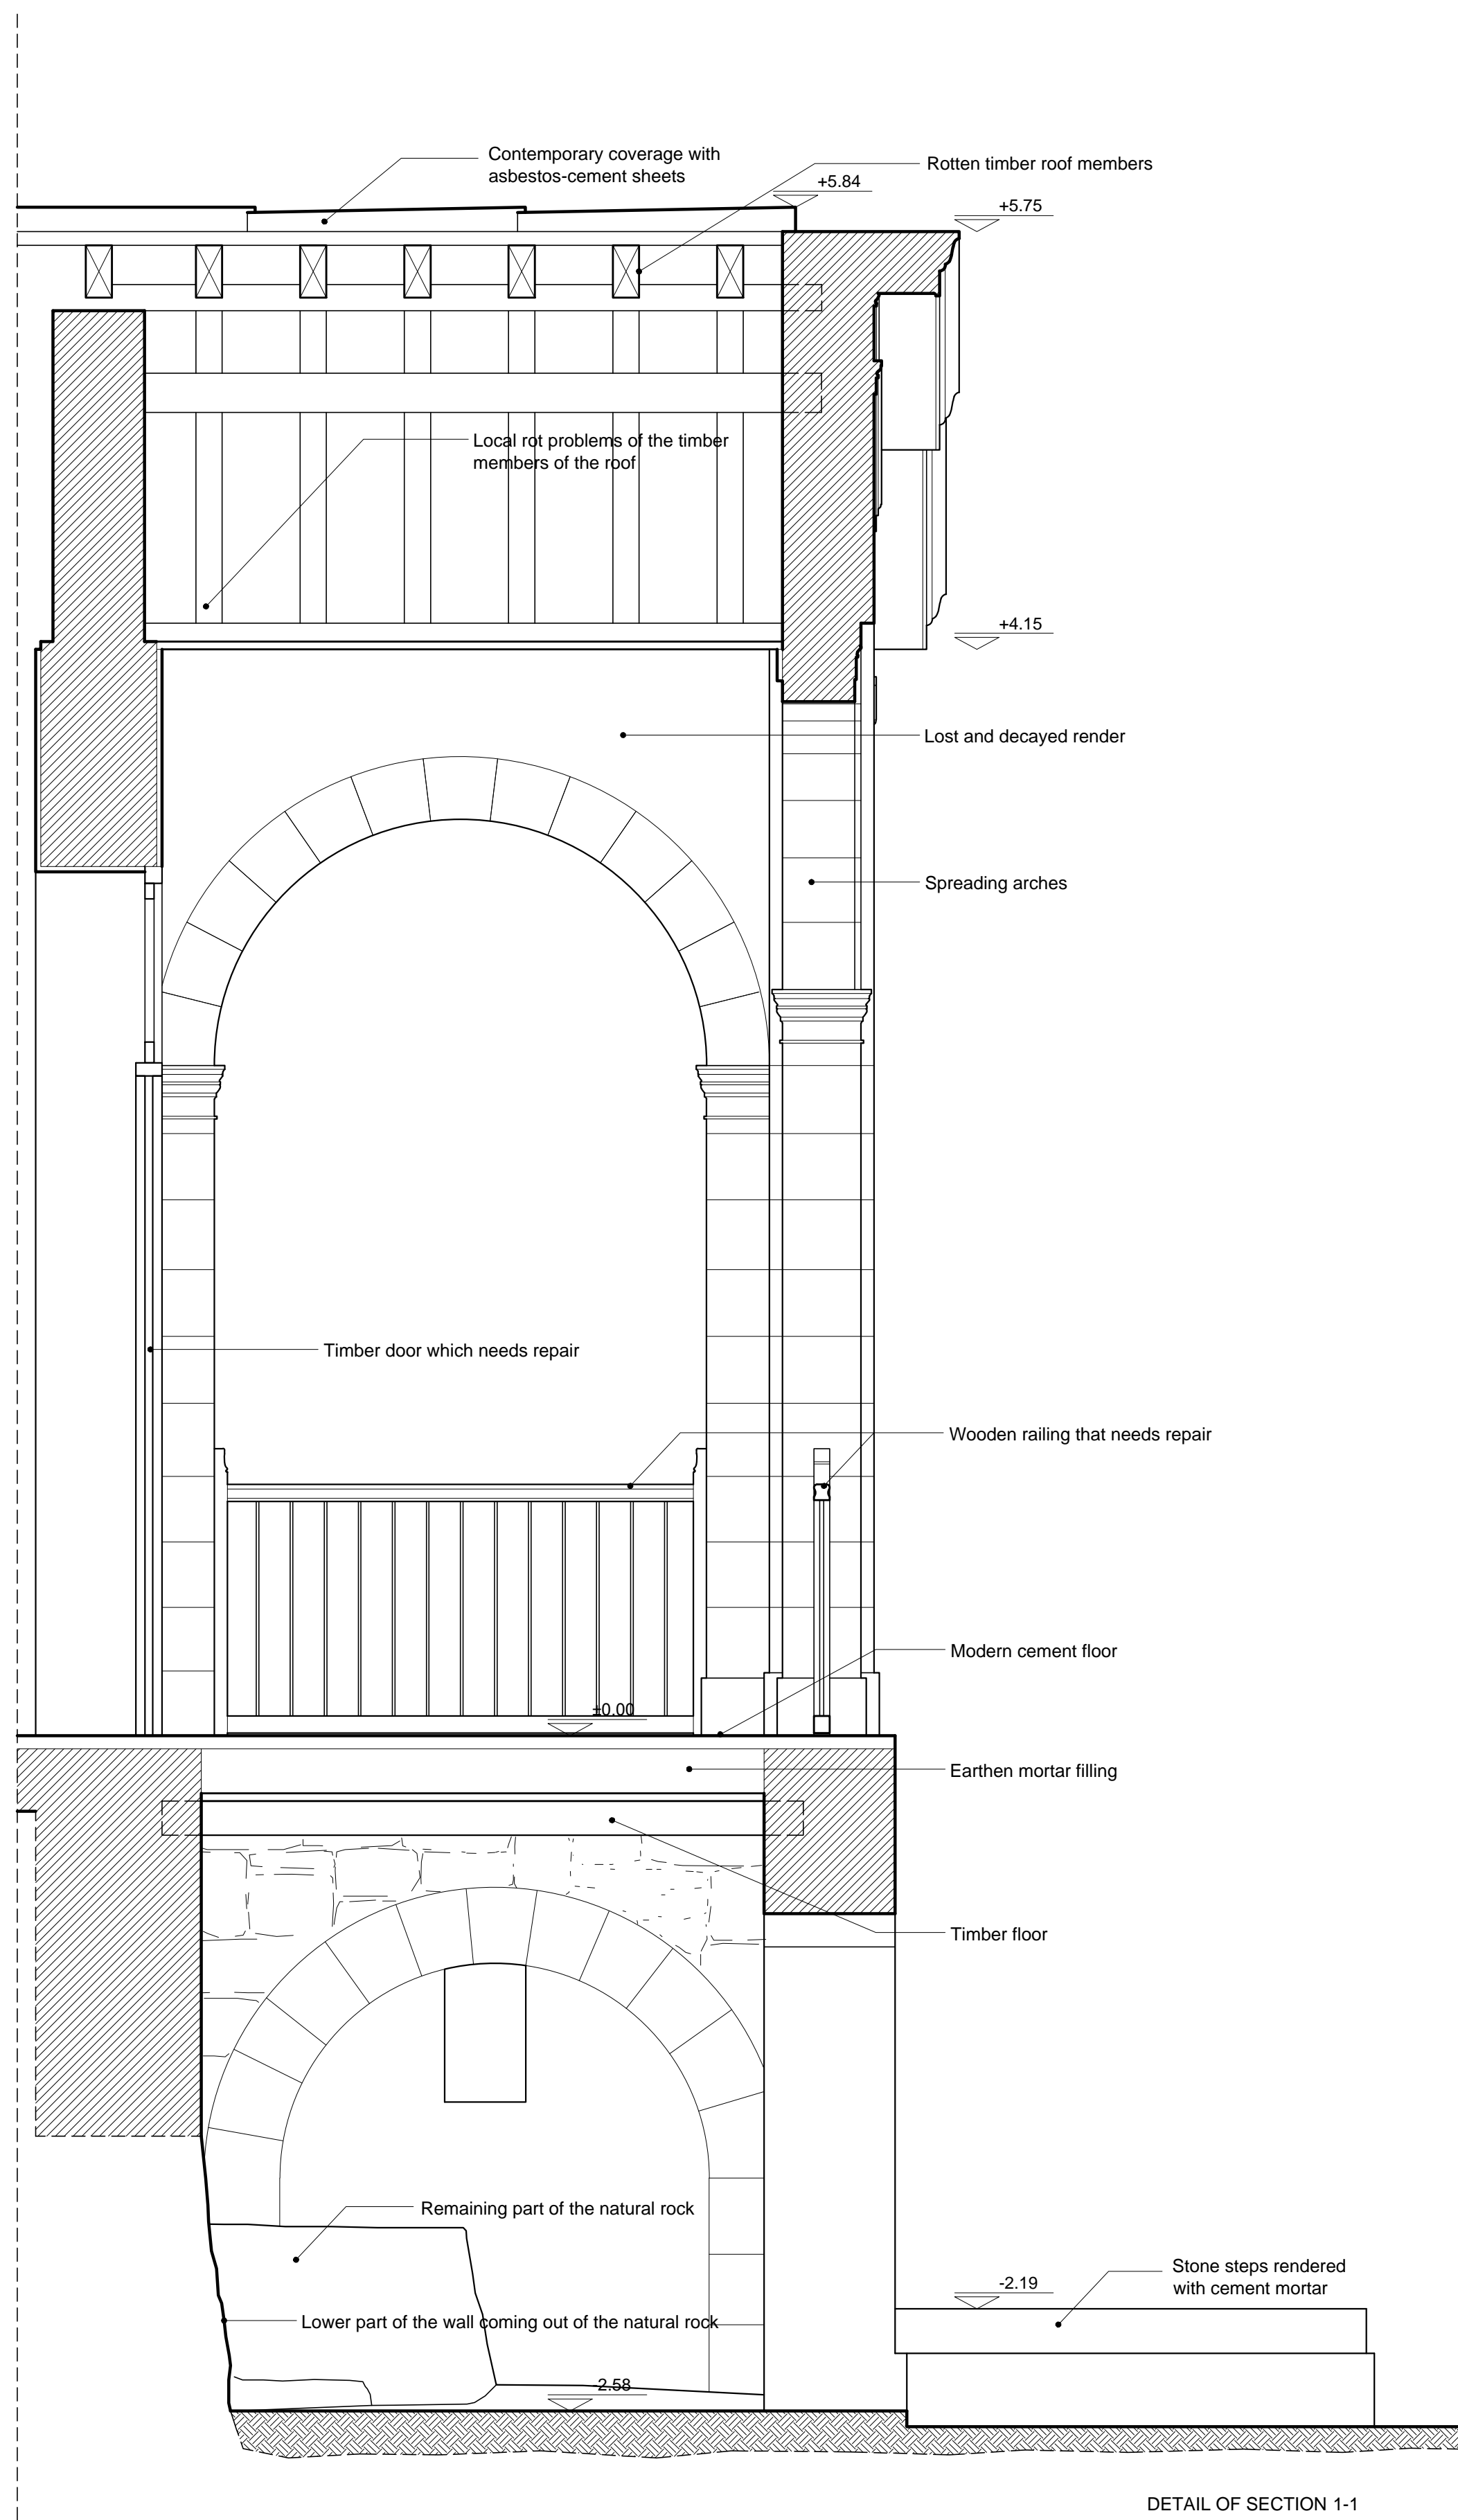 Contemporary coverage with
asbestos-cement sheets
Rotten timber roof members
+5.84
+5.75
Local rot problems of the timber
members of the roof
+4.15
Lost and decayed render
Spreading arches
Timber door which needs repair
Wooden railing that needs repair
Modern cement floor
±0.00
Earthen mortar filling
Timber floor
Remaining part of the natural rock
Stone steps rendered
with cement mortar
-2.19
Lower part of the wall coming out of the natural rock
-2.58
DETAIL OF SECTION 1-1